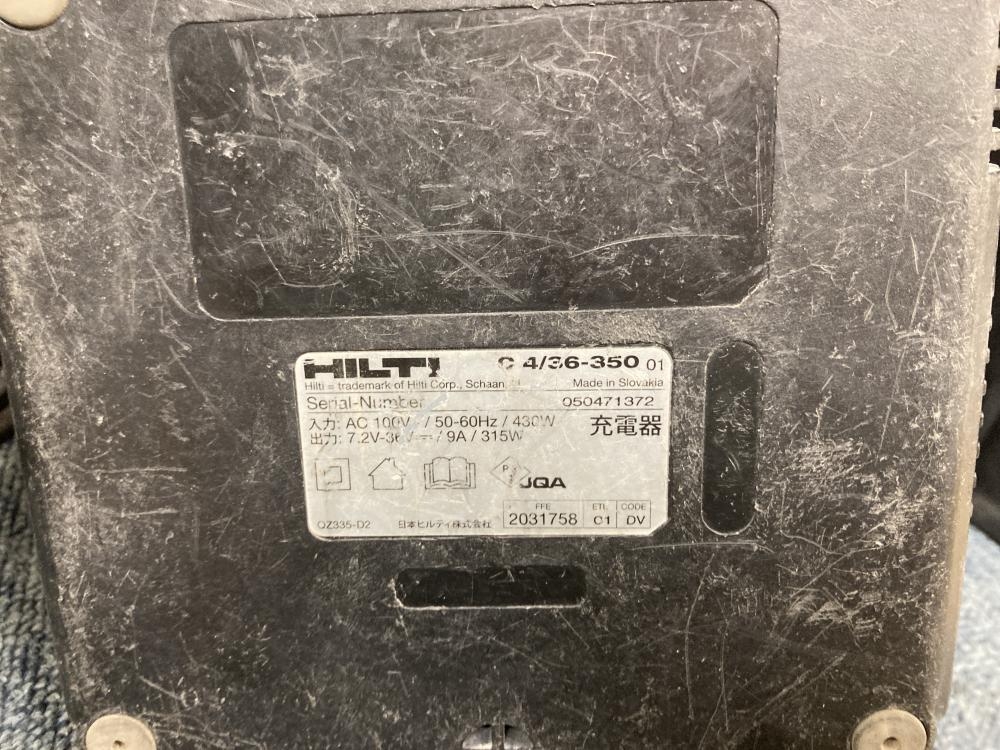 HILTI C 4/36-350 01
Hilti = trademark of Hilti Corp., Schaan, Made in Slovakia
Serial-Number 050471372
入力: AC 100V / 50-60Hz / 430W
出力: 7.2V-36V / 9A / 315W
充電器
P
JQA
FFE ETL CODE
2031758 C1 DV
QZ335-D2 日本ヒルティ株式会社